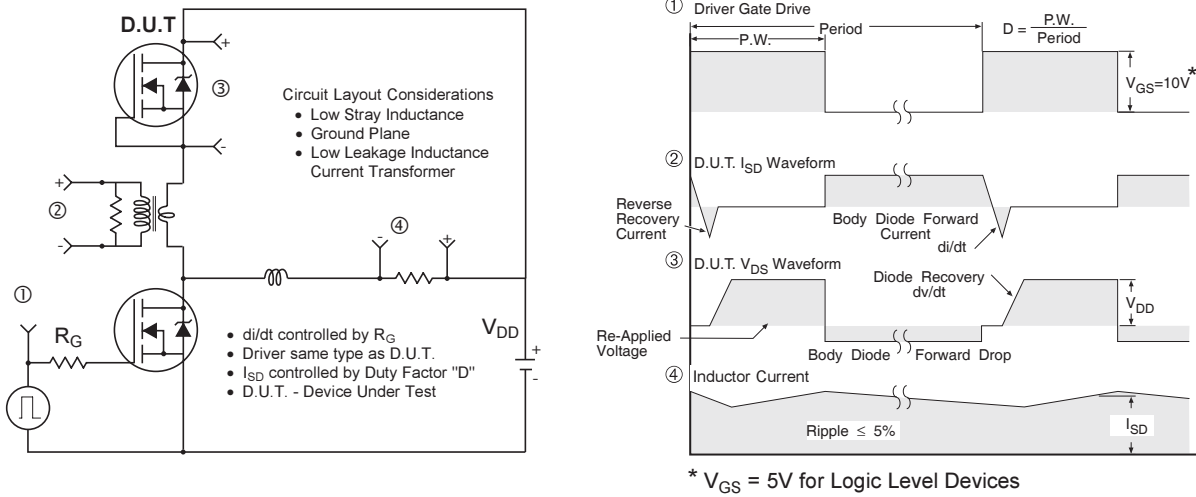 D.U.T
+
③
-
Circuit Layout Considerations
• Low Stray Inductance
• Ground Plane
• Low Leakage Inductance
Current Transformer
+
②
-
④
-
+
①
R_G
• di/dt controlled by R_G
• Driver same type as D.U.T.
• I_SD controlled by Duty Factor "D"
• D.U.T. - Device Under Test
V_DD
+
-
① Driver Gate Drive
P.W.
Period
D = P.W. / Period
V_GS=10V*
② D.U.T. I_SD Waveform
Reverse
Recovery
Current
Body Diode Forward
Current
di/dt
③ D.U.T. V_DS Waveform
Diode Recovery
dv/dt
V_DD
Re-Applied
Voltage
Body Diode Forward Drop
④ Inductor Current
Ripple ≤ 5%
I_SD
* V_GS = 5V for Logic Level Devices